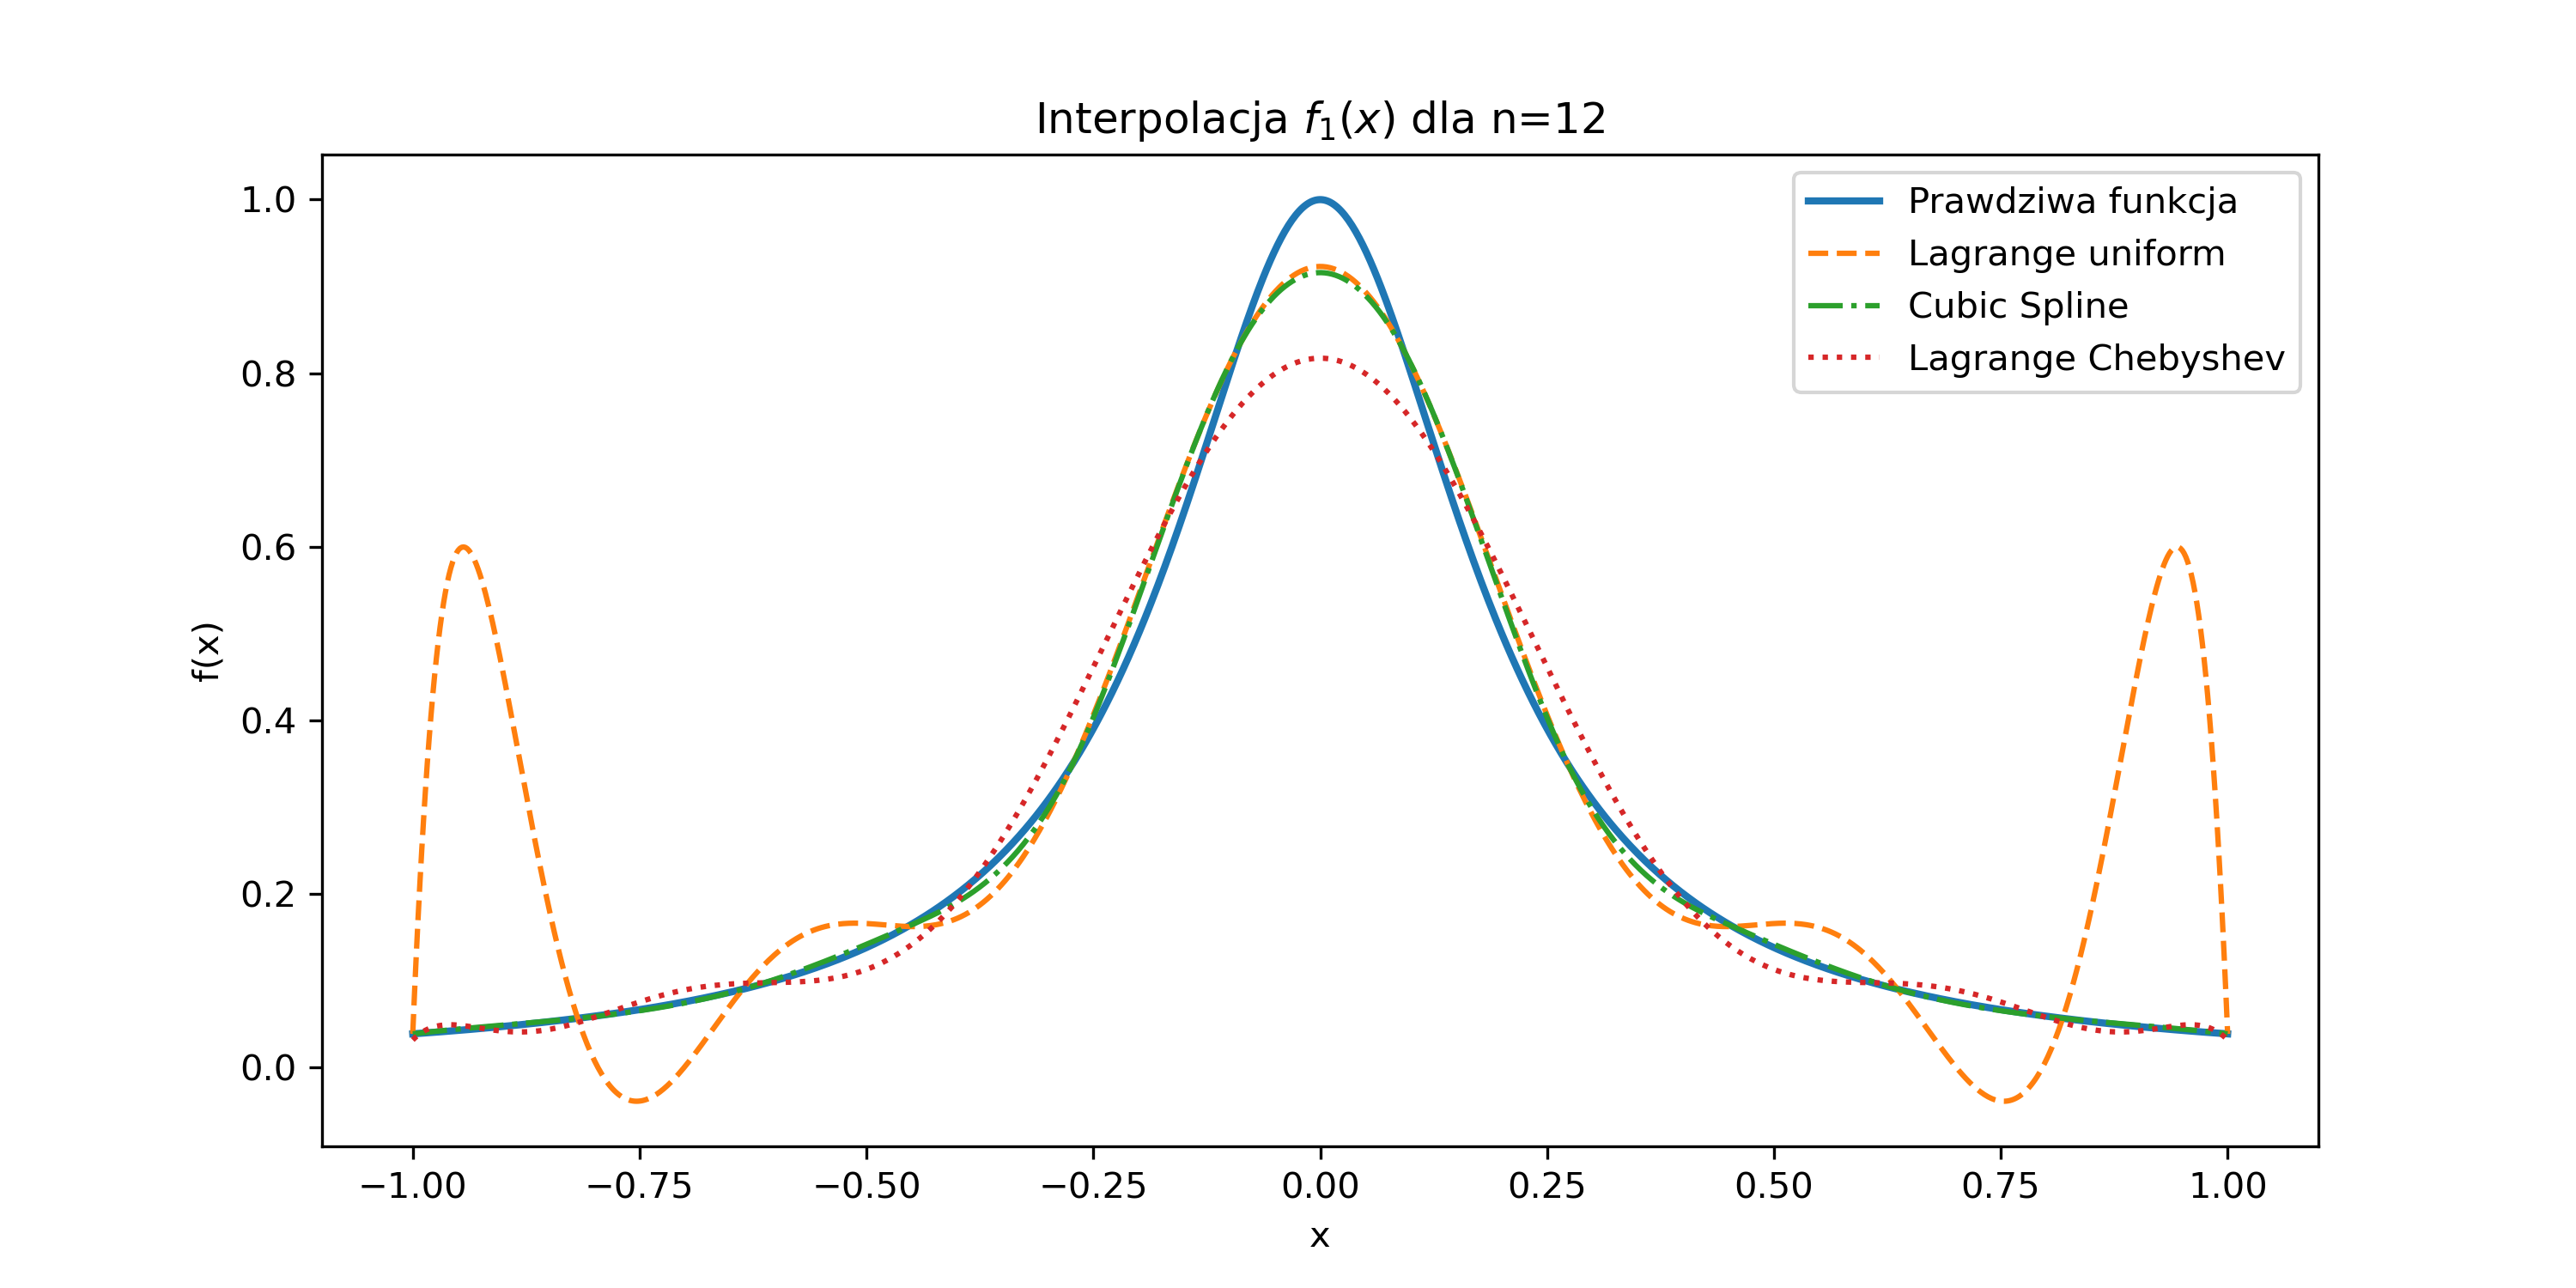 Interpolacja f₁(x) dla n=12
Prawdziwa funkcja
Lagrange uniform
Cubic Spline
Lagrange Chebyshev
f(x)
1.0
0.8
0.6
0.4
0.2
0.0
−1.00 −0.75 −0.50 −0.25 0.00 0.25 0.50 0.75 1.00
x